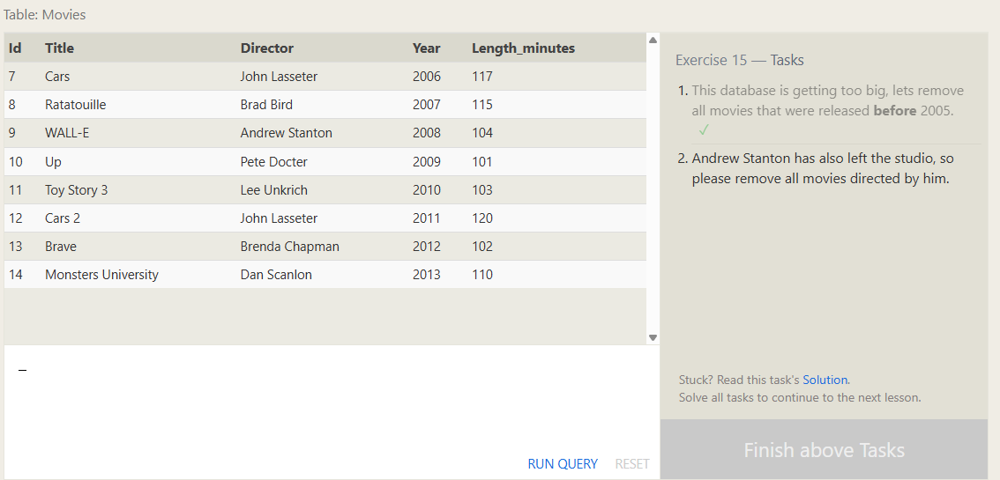 Table: Movies
Id Title Director Year Length_minutes
7 Cars John Lasseter 2006 117
8 Ratatouille Brad Bird 2007 115
9 WALL-E Andrew Stanton 2008 104
10 Up Pete Docter 2009 101
11 Toy Story 3 Lee Unkrich 2010 103
12 Cars 2 John Lasseter 2011 120
13 Brave Brenda Chapman 2012 102
14 Monsters University Dan Scanlon 2013 110
RUN QUERY RESET
Exercise 15 — Tasks
1. This database is getting too big, lets remove
all movies that were released before 2005.
✓
2. Andrew Stanton has also left the studio, so
please remove all movies directed by him.
Stuck? Read this task's Solution.
Solve all tasks to continue to the next lesson.
Finish above Tasks